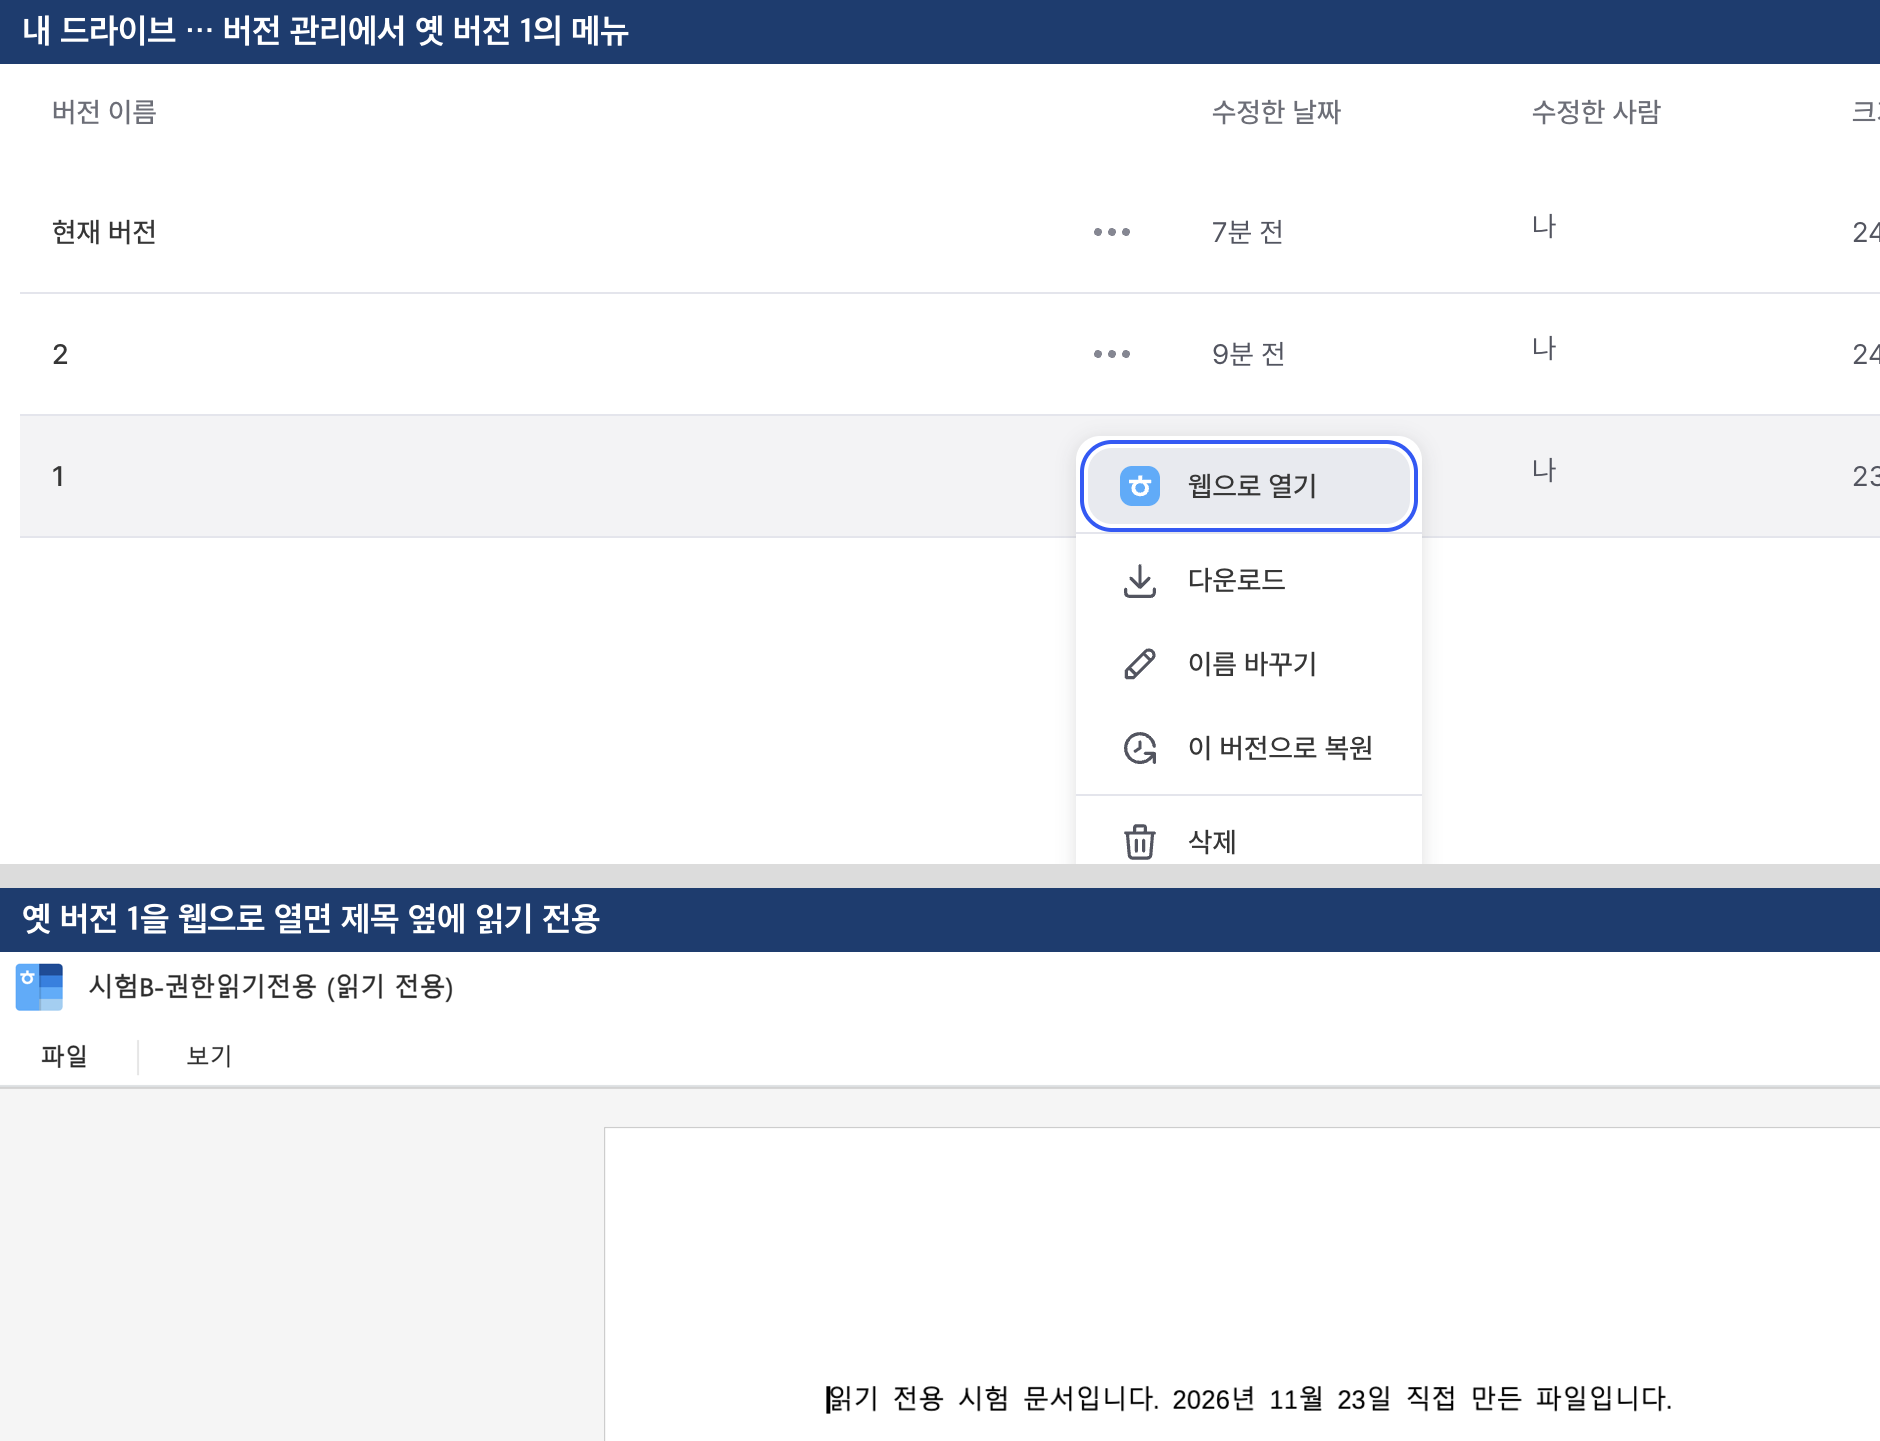 내 드라이브 ··· 버전 관리에서 옛 버전 1의 메뉴
버전 이름 수정한 날짜 수정한 사람
현재 버전 ••• 7분 전 나 24
2 ••• 9분 전 나 24
1 나 23
웹으로 열기
다운로드
이름 바꾸기
이 버전으로 복원
삭제
옛 버전 1을 웹으로 열면 제목 옆에 읽기 전용
시험B-권한읽기전용 (읽기 전용)
파일 보기
읽기 전용 시험 문서입니다. 2026년 11월 23일 직접 만든 파일입니다.